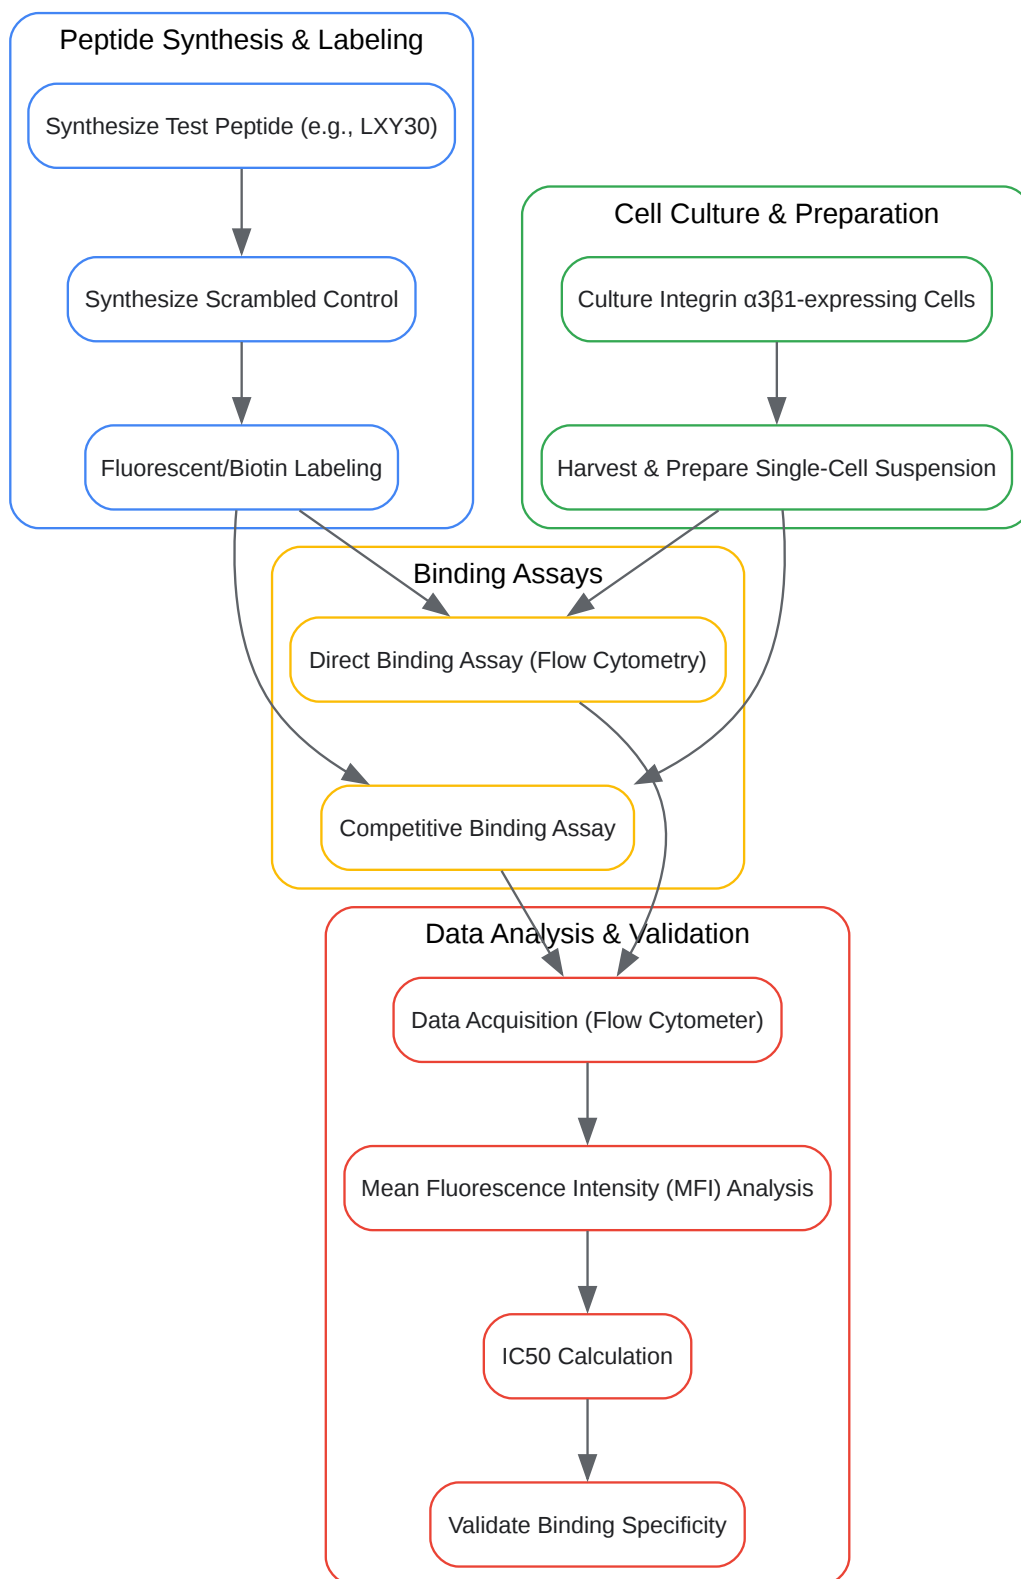 Peptide Synthesis & Labeling
Synthesize Test Peptide (e.g., LXY30)
Synthesize Scrambled Control
Fluorescent/Biotin Labeling
Cell Culture & Preparation
Culture Integrin α3β1-expressing Cells
Harvest & Prepare Single-Cell Suspension
Binding Assays
Direct Binding Assay (Flow Cytometry)
Competitive Binding Assay
Data Analysis & Validation
Data Acquisition (Flow Cytometer)
Mean Fluorescence Intensity (MFI) Analysis
IC50 Calculation
Validate Binding Specificity